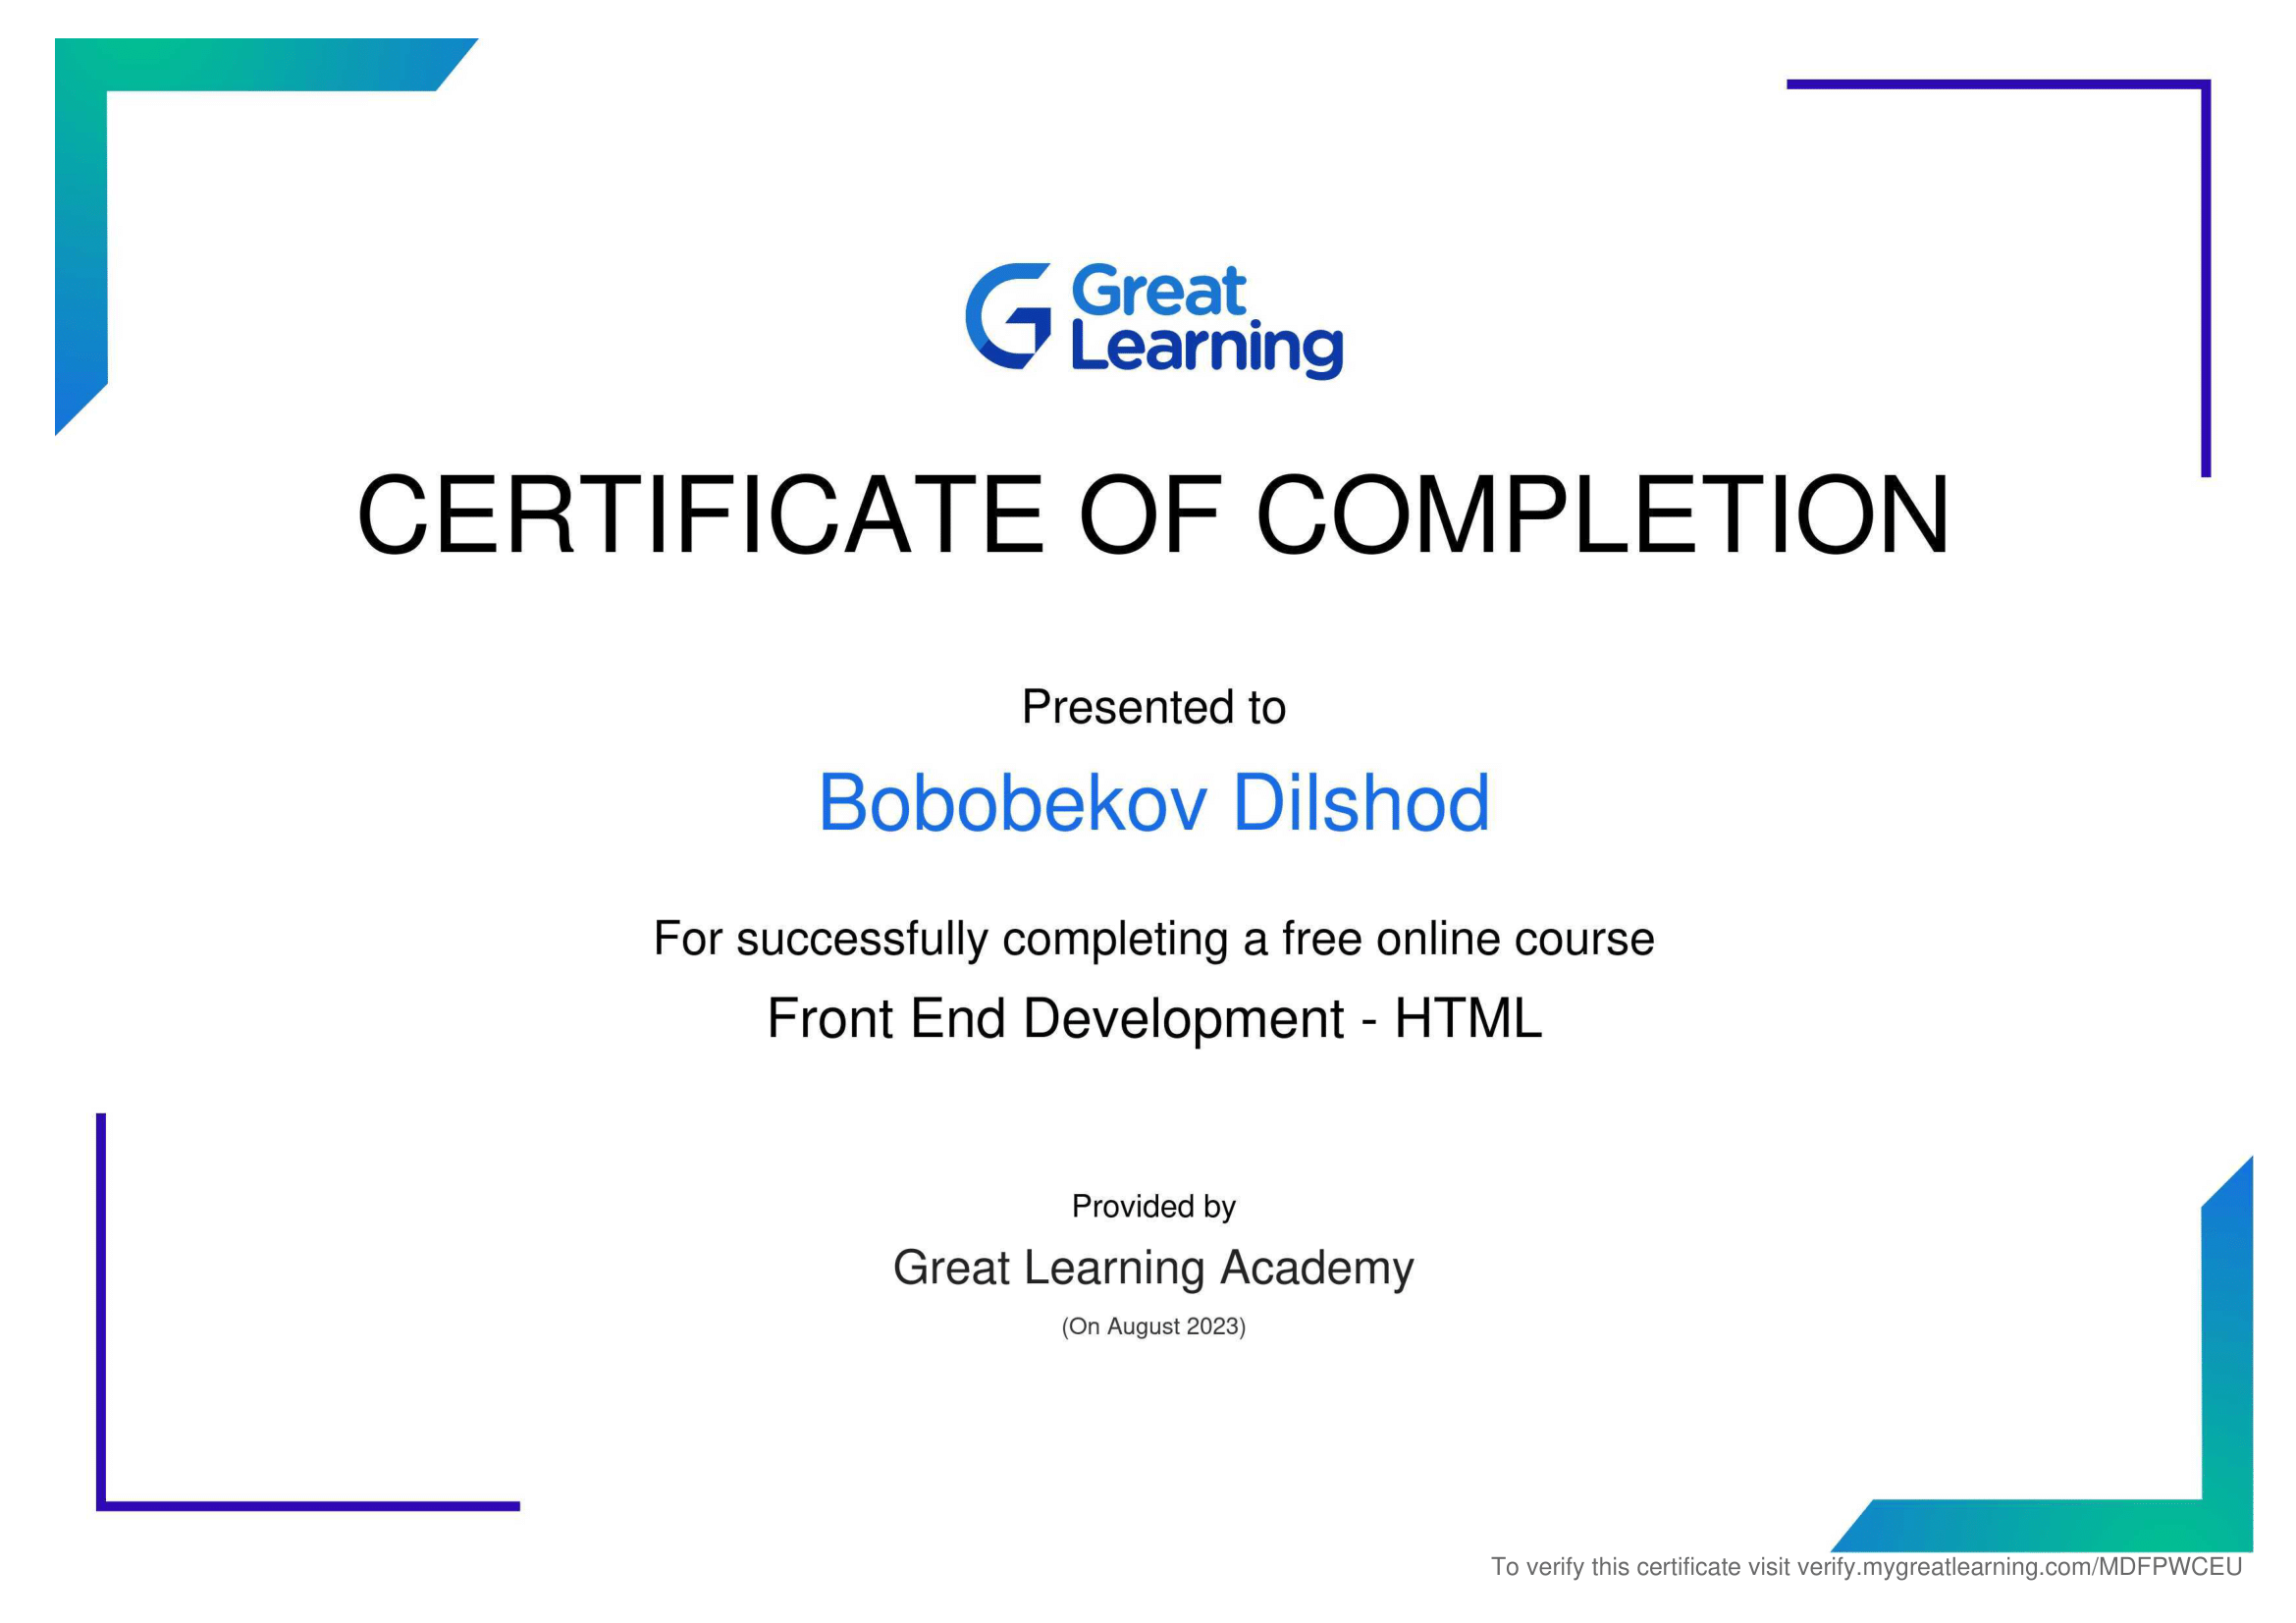 Great
Learning
CERTIFICATE OF COMPLETION
Presented to
Bobobekov Dilshod
For successfully completing a free online course
Front End Development - HTML
Provided by
Great Learning Academy
(On August 2023)
To verify this certificate visit verify.mygreatlearning.com/MDFPWCEU